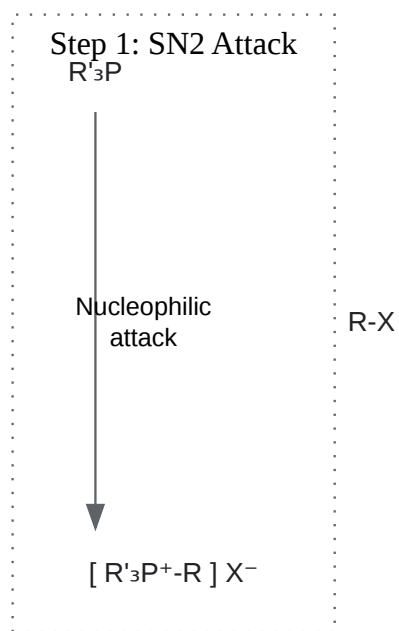 Step 1: SN2 Attack
R'₃P
Nucleophilic
attack
R-X
[ R'₃P⁺-R ] X⁻